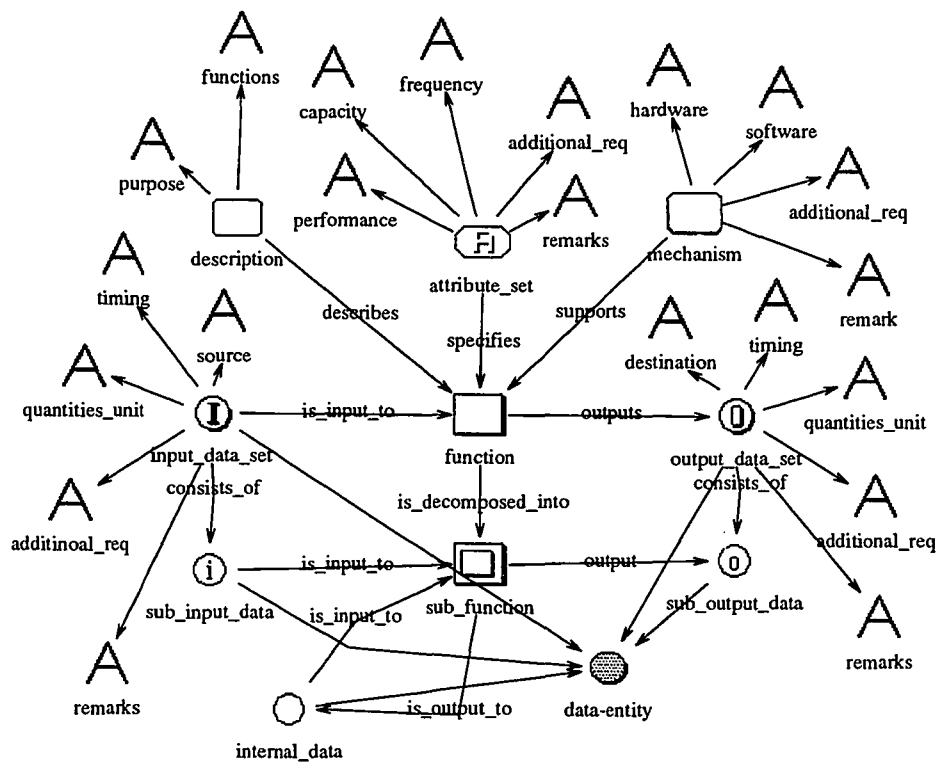 A
A
A
A
A
functions
capacity
frequency
hardware
A
A
software
A
additional_req
A
purpose
A
A
performance
additional_req
remarks
description
attribute_set
mechanism
A
timing
A
A
remark
A
A
describes
supports
specifies
source
destination
timing
A
A
quantities_unit
I
is_input_to
outputs
O
quantities_unit
input_data_set
function
output_data_set
consists_of
consists_of
A
is_decomposed_into
A
additinoal_req
additional_req
i
is_input_to
output
o
sub_input_data
is_input_to
sub_function
sub_output_data
A
A
remarks
remarks
is_output_to
data-entity
internal_data